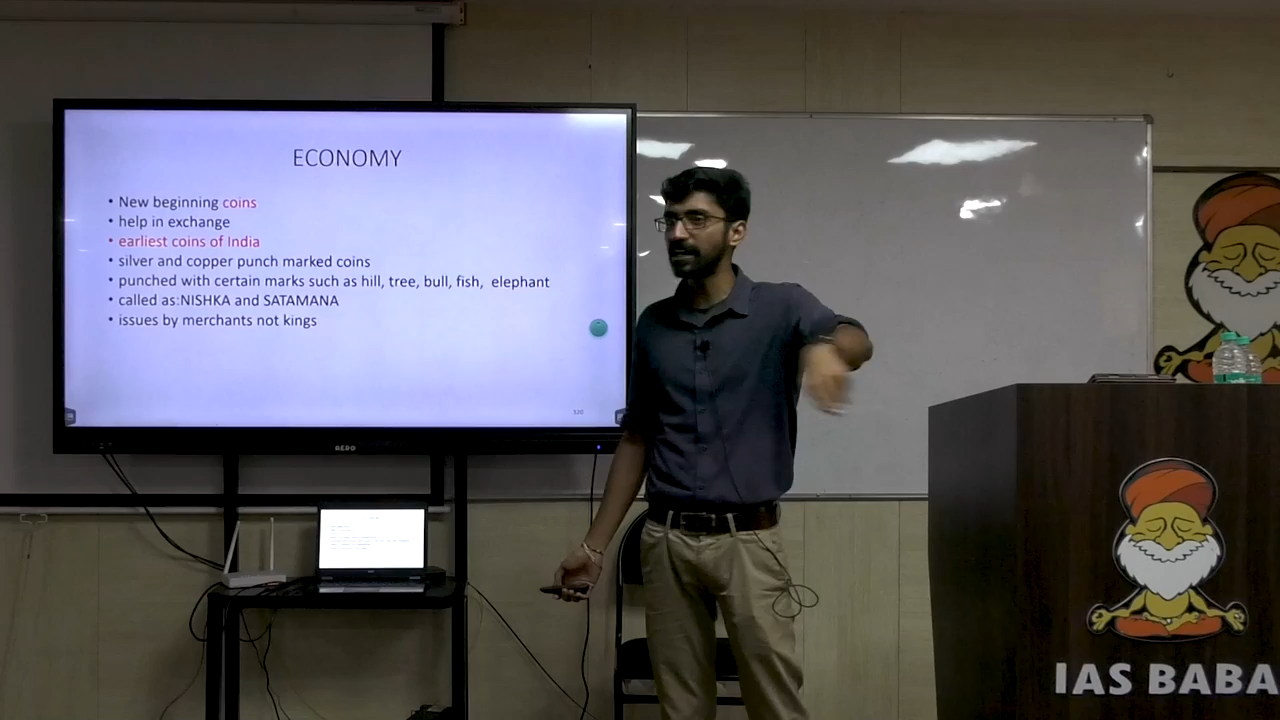 ECONOMY
• New beginning coins
• help in exchange
• earliest coins of India
• silver and copper punch marked coins
• punched with certain marks such as hill, tree, bull, fish, elephant
• called as:NISHKA and SATAMANA
• issues by merchants not kings
AERO
IAS BABA